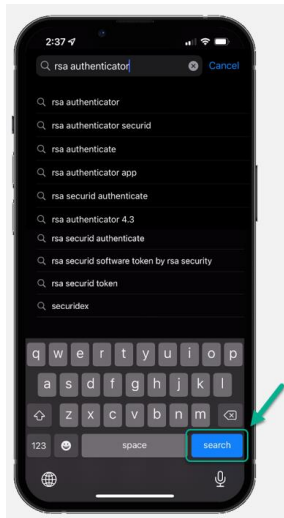 2:37
rsa authenticator
Cancel
rsa authenticator
rsa authenticator securid
rsa authenticate
rsa authenticator app
rsa securid authenticate
rsa authenticator 4.3
rsa securid authenticate
rsa securid software token by rsa security
rsa securid token
securidex
q w e r t y u i o p
a s d f g h j k l
z x c v b n m
123 space search